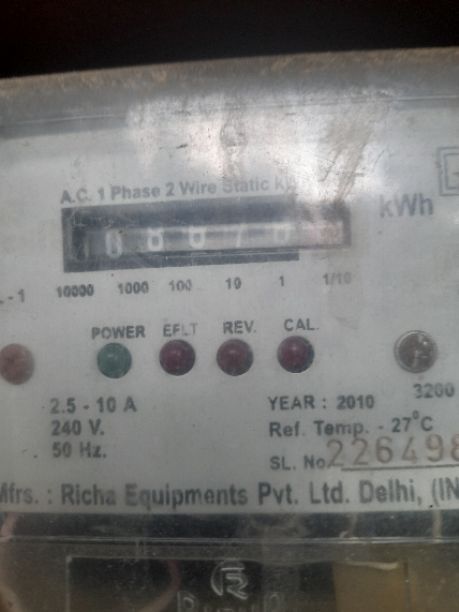 A.C. 1 Phase 2 Wire Static
kWh
- 1 10000 1000 100 10 1 1/10
POWER EFLT REV. CAL.
3200
2.5 - 10 A YEAR : 2010
240 V. Ref. Temp. - 27°C
50 Hz. SL. No. 226498
Mfrs. : Richa Equipments Pvt. Ltd. Delhi, (IN
R